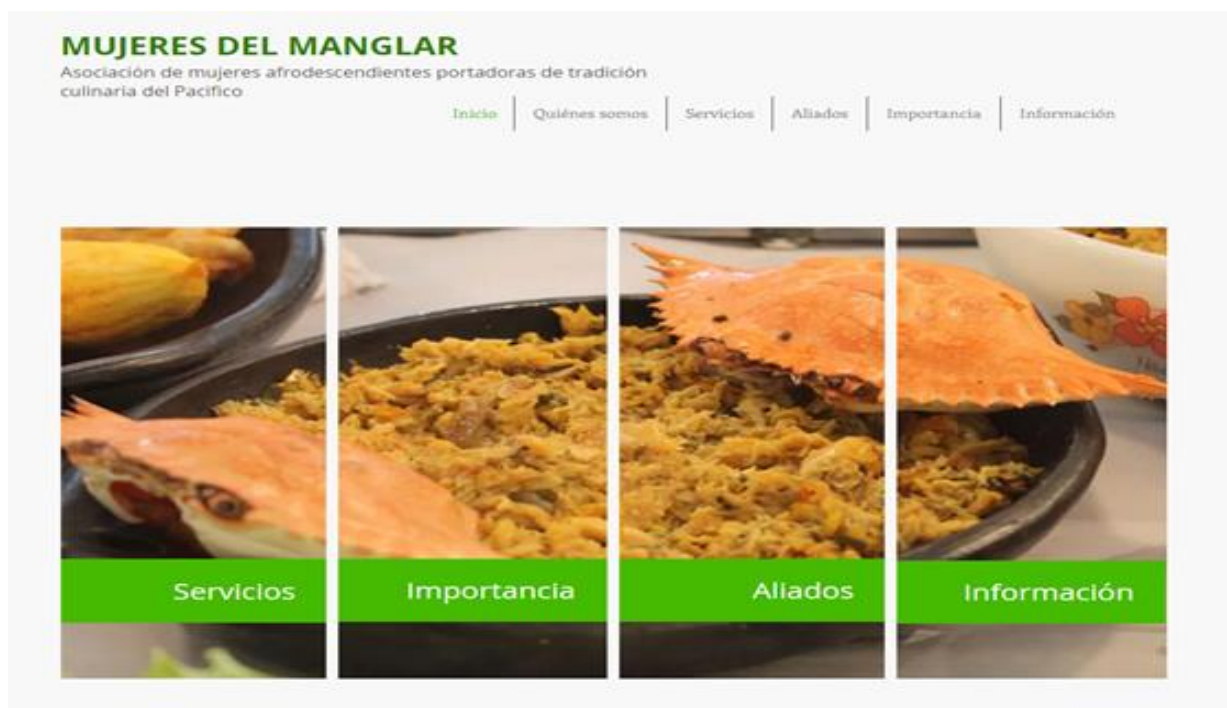 MUJERES DEL MANGLAR
Asociación de mujeres afrodescendientes portadoras de tradición
culinaria del Pacífico
Inicio | Quiénes somos | Servicios | Aliados | Importancia | Información
Servicios Importancia Aliados Información